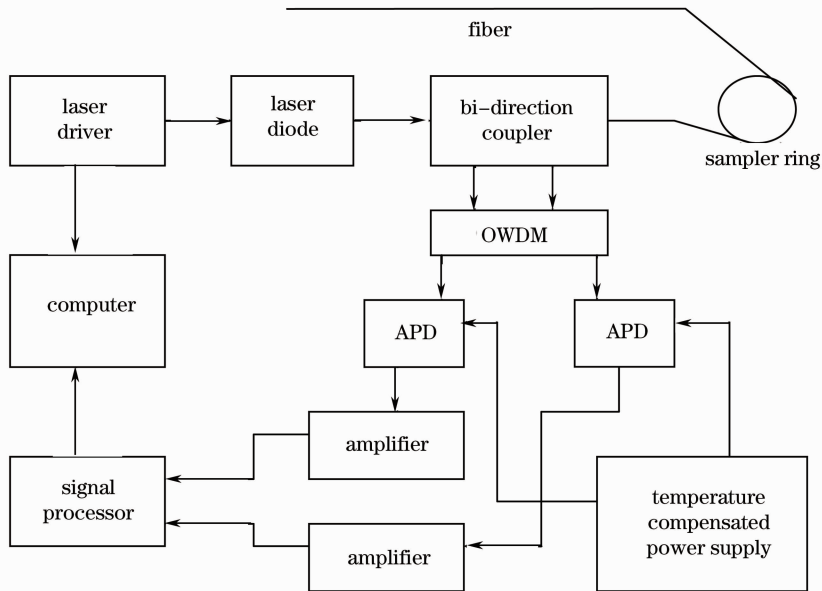 fiber
laser
driver
laser
diode
bi-direction
coupler
sampler ring
OWDM
computer
APD
APD
amplifier
signal
processor
temperature
compensated
power supply
amplifier